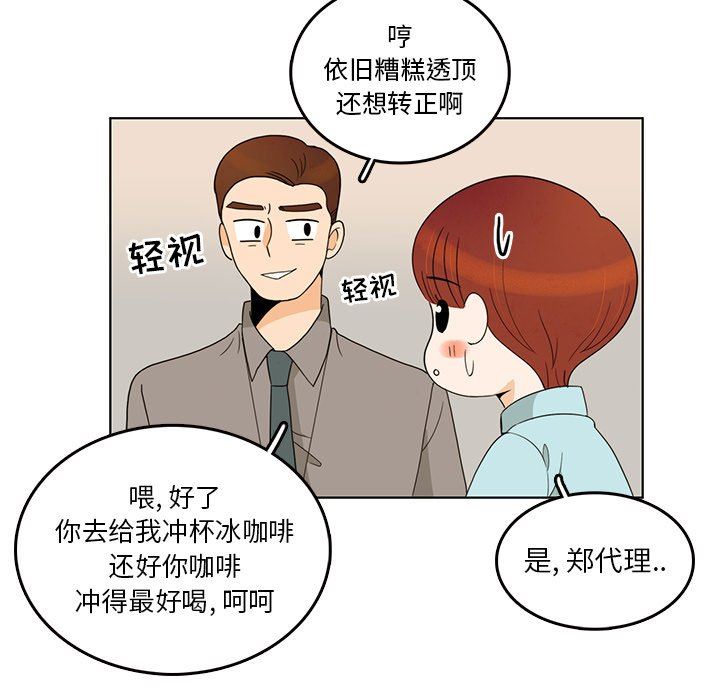 哼
依旧糟糕透顶
还想转正啊
轻视
轻视
喂, 好了
你去给我冲杯冰咖啡
还好你咖啡
冲得最好喝, 呵呵
是, 郑代理..